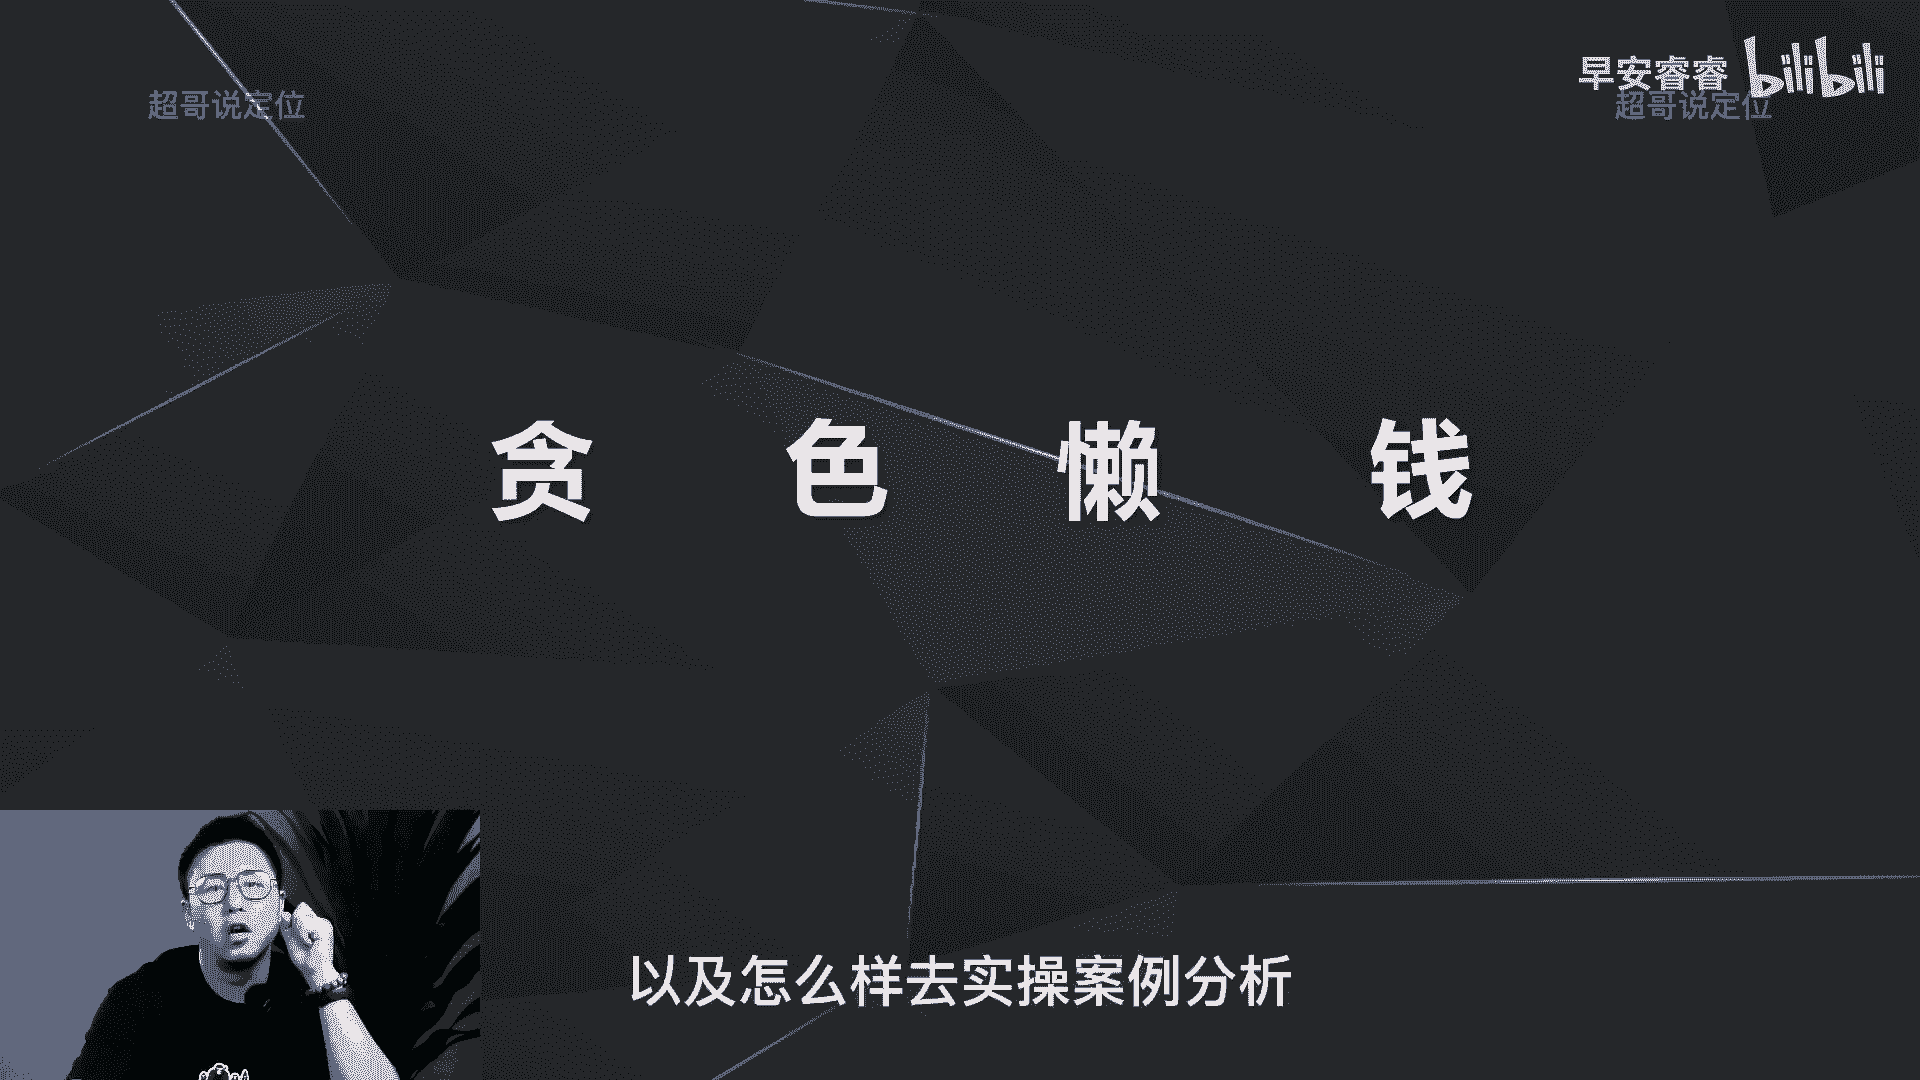 早安睿睿 bilibili
超哥说定位 超哥说定位
贪 色 懒 钱
以及怎么样去实操案例分析